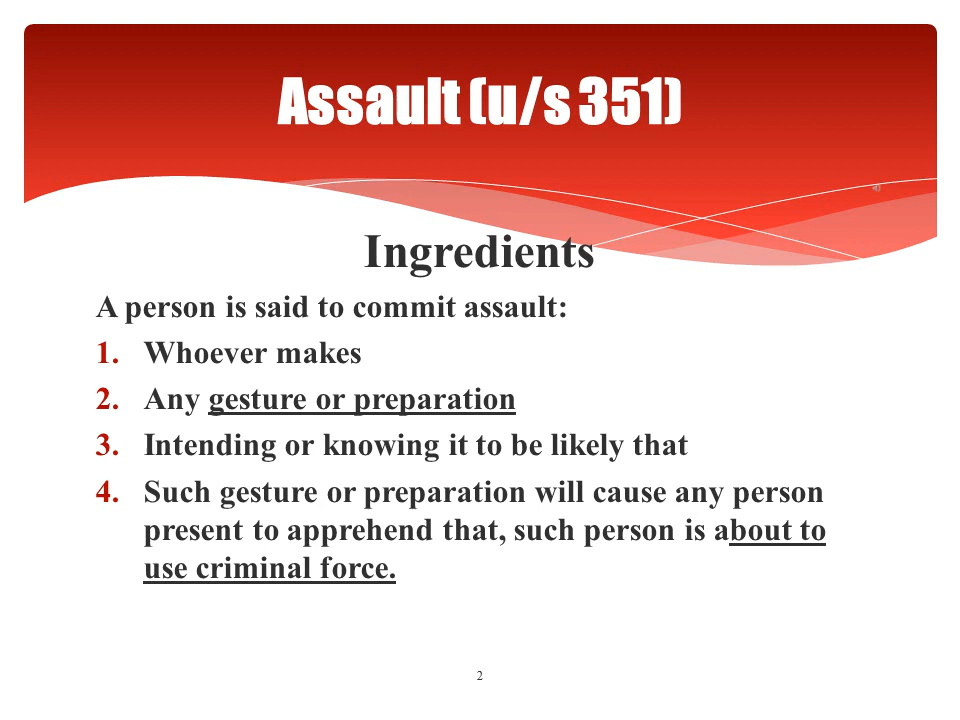 Assault (u/s 351)
Ingredients
A person is said to commit assault:
1. Whoever makes
2. Any gesture or preparation
3. Intending or knowing it to be likely that
4. Such gesture or preparation will cause any person
present to apprehend that, such person is about to
use criminal force.
2